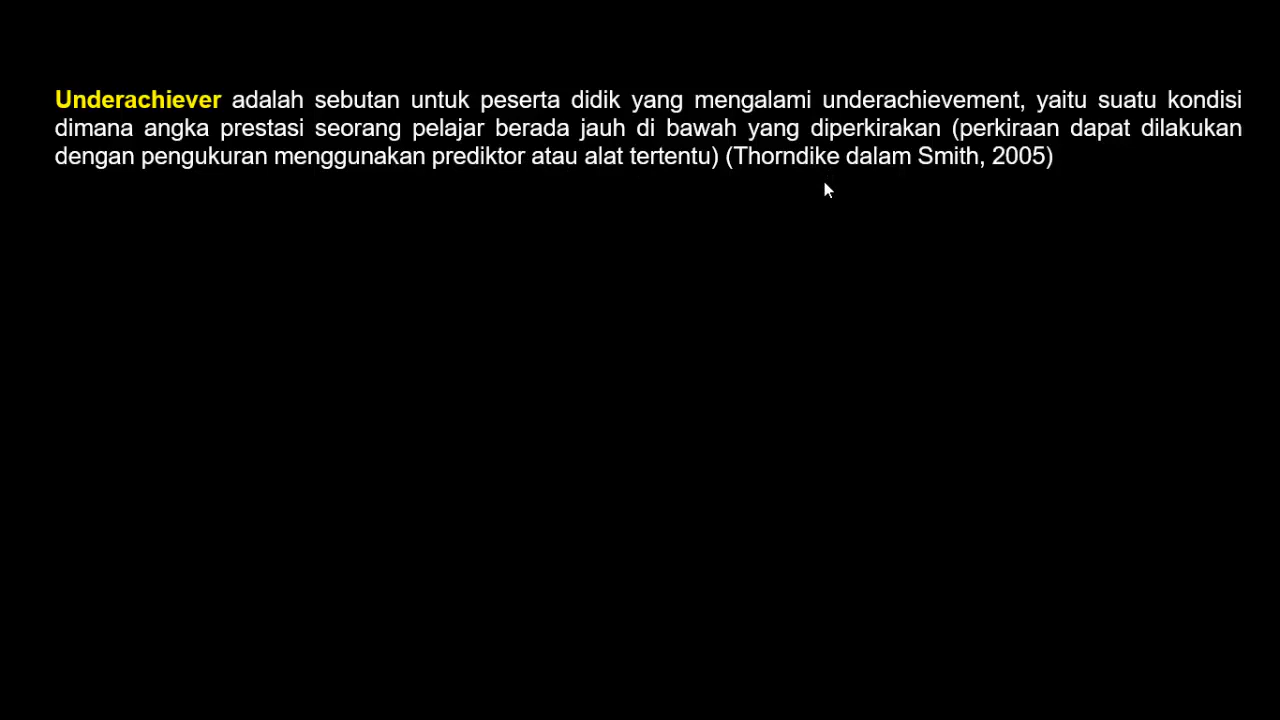 Underachiever adalah sebutan untuk peserta didik yang mengalami underachievement, yaitu suatu kondisi
dimana angka prestasi seorang pelajar berada jauh di bawah yang diperkirakan (perkiraan dapat dilakukan
dengan pengukuran menggunakan prediktor atau alat tertentu) (Thorndike dalam Smith, 2005)